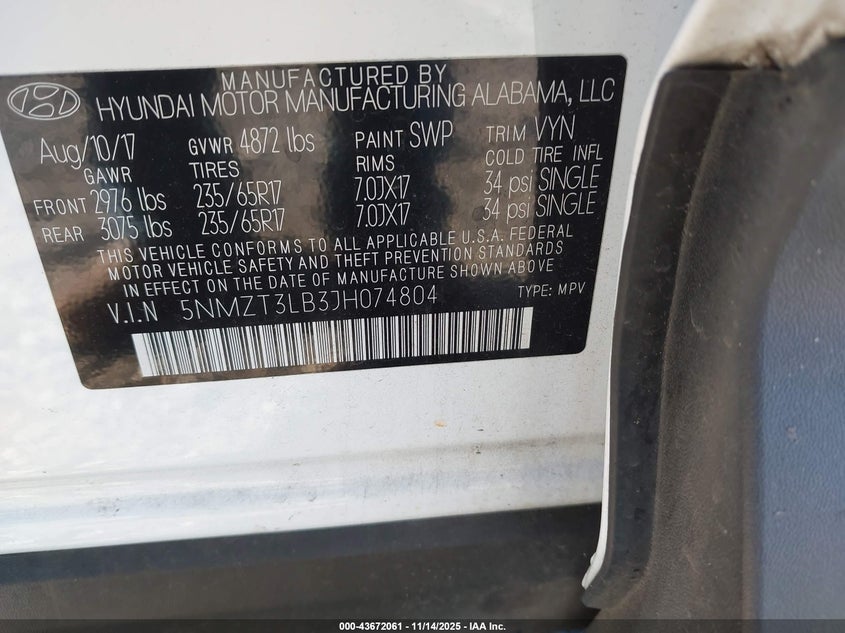 MANUFACTURED BY
HYUNDAI MOTOR MANUFACTURING ALABAMA, LLC
Aug/10/17 GVWR 4872 lbs PAINT SWP TRIM VYN
GAWR TIRES RIMS COLD TIRE INFL
FRONT 2976 lbs 235/65R17 7.0JX17 34 psi SINGLE
REAR 3075 lbs 235/65R17 7.0JX17 34 psi SINGLE
THIS VEHICLE CONFORMS TO ALL APPLICABLE U.S.A. FEDERAL
MOTOR VEHICLE SAFETY AND THEFT PREVENTION STANDARDS
IN EFFECT ON THE DATE OF MANUFACTURE SHOWN ABOVE
V.I.N 5NMZT3LB3JH074804 TYPE: MPV
000-43672061 - 11/14/2025 - IAA Inc.